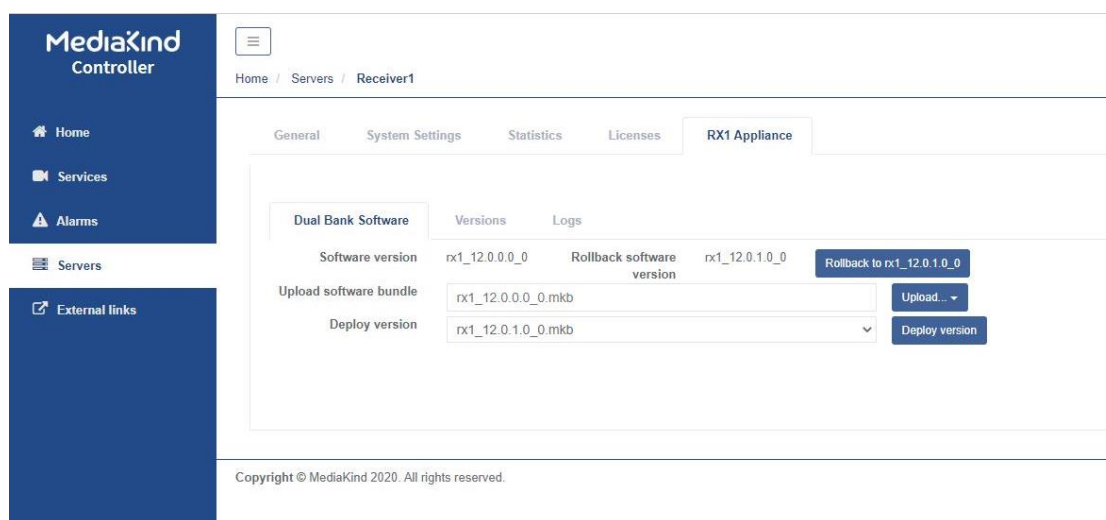 MediaKind
Controller
Home / Servers / Receiver1
Home
Services
Alarms
Servers
External links
General System Settings Statistics Licenses RX1 Appliance
Dual Bank Software Versions Logs
Software version rx1_12.0.0.0_0 Rollback software version rx1_12.0.1.0_0 Rollback to rx1_12.0.1.0_0
Upload software bundle rx1_12.0.0.0_0.mkb Upload...
Deploy version rx1_12.0.1.0_0.mkb Deploy version
Copyright © MediaKind 2020. All rights reserved.